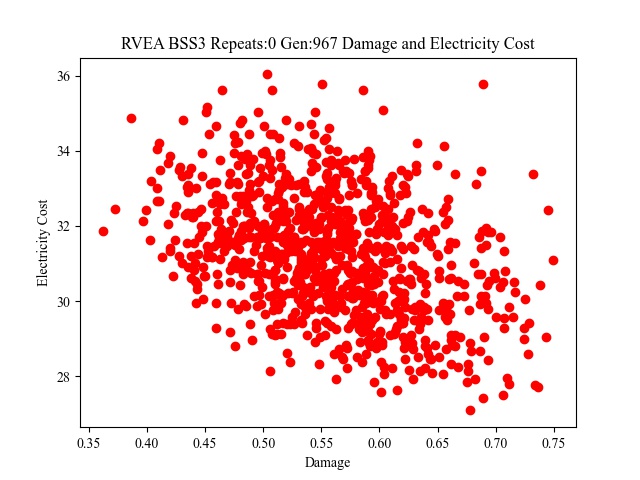 RVEA BSS3 Repeats:0 Gen:967 Damage and Electricity Cost
36
34
32
30
28
Electricity Cost
0.35 0.40 0.45 0.50 0.55 0.60 0.65 0.70 0.75
Damage